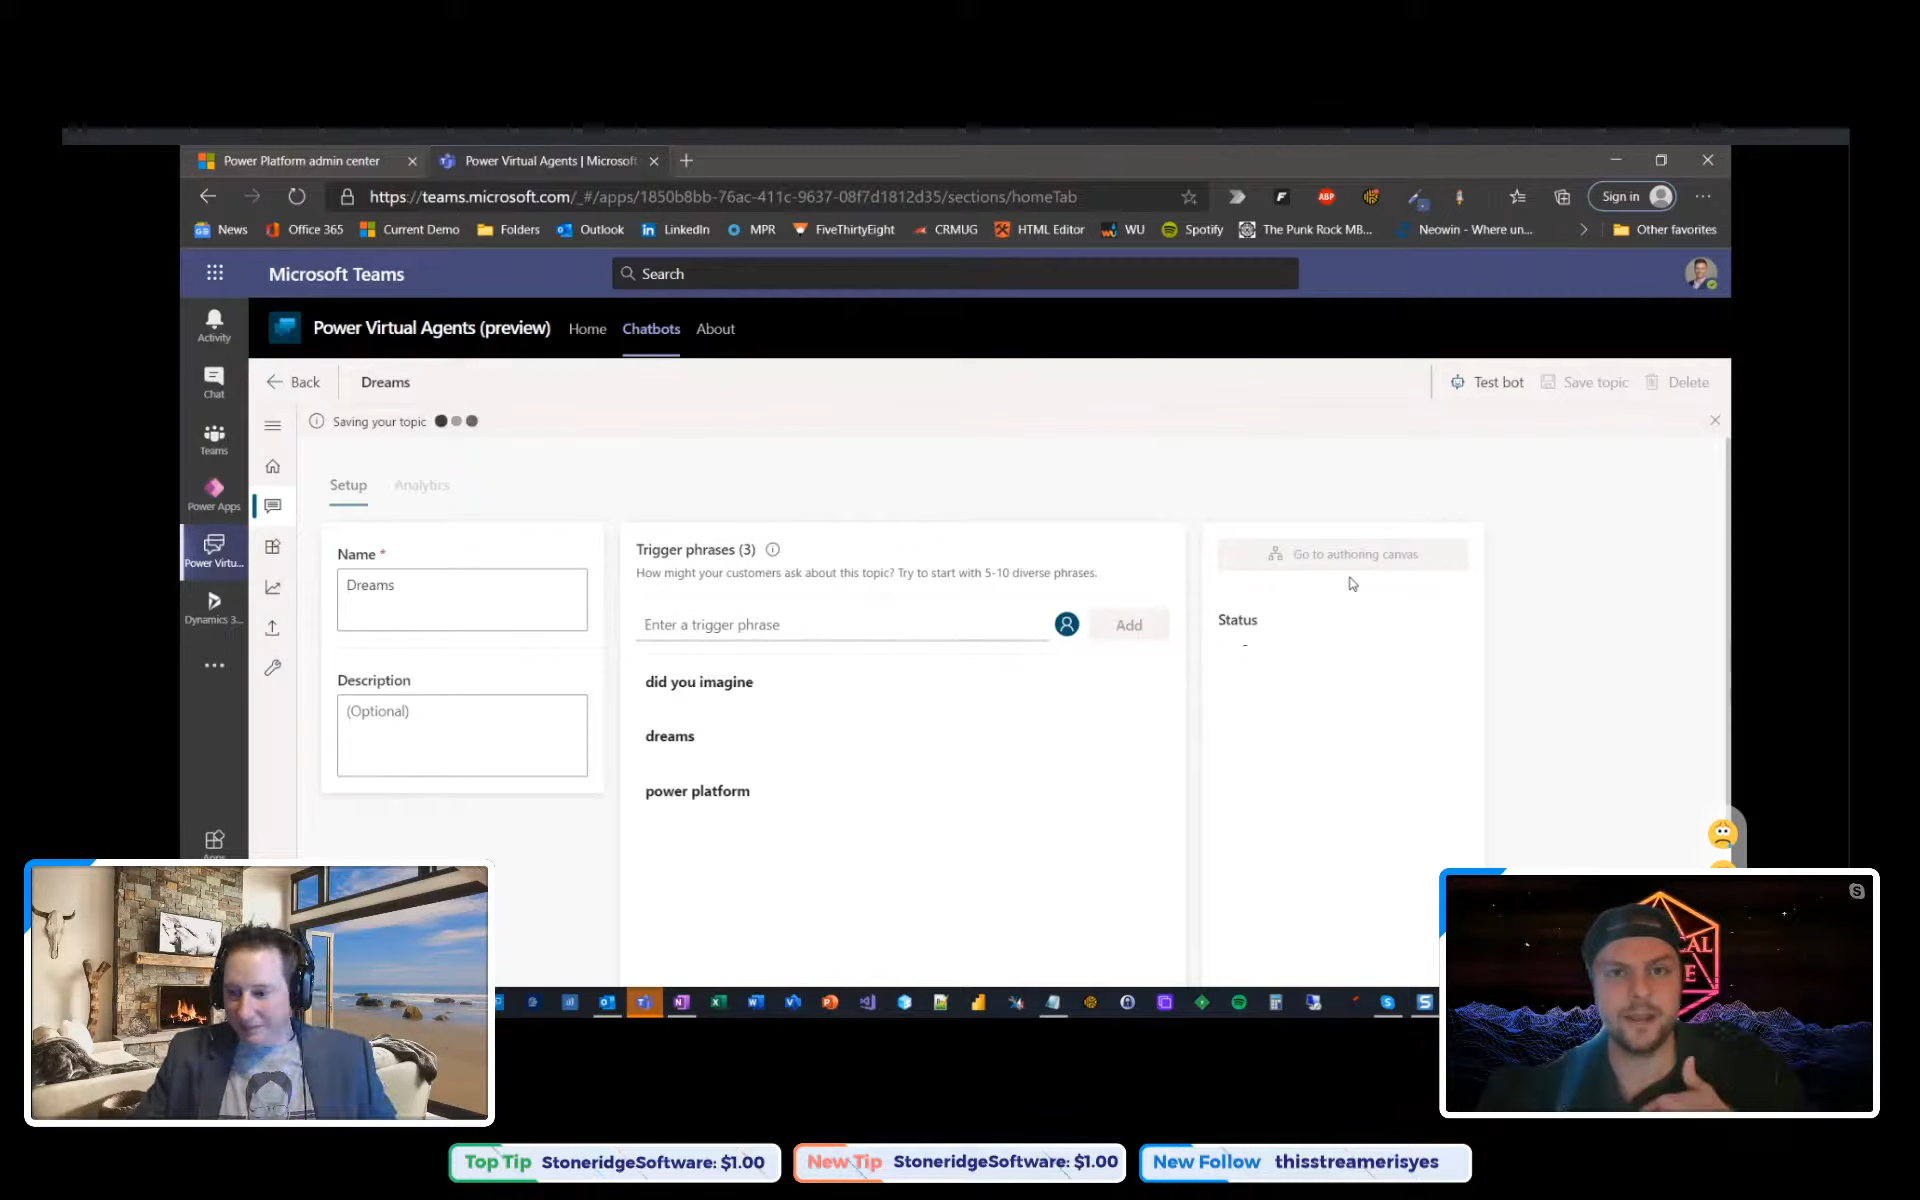 Power Platform admin center
Power Virtual Agents | Microsoft
https://teams.microsoft.com/_#/apps/1850b8bb-76ac-411c-9637-08f7d1812d35/sections/homeTab
ABP
Sign in
News
Office 365
Current Demo
Folders
Outlook
LinkedIn
MPR
FiveThirtyEight
CRMUG
HTML Editor
WU
Spotify
The Punk Rock MB...
Neowin - Where un...
Other favorites
Microsoft Teams
Search
Activity
Chat
Teams
Power Apps
Power Virtu...
Dynamics 3...
Power Virtual Agents (preview)
Home
Chatbots
About
Back
Dreams
Test bot
Save topic
Delete
Saving your topic
Setup
Analytics
Name *
Dreams
Description
(Optional)
Trigger phrases (3)
How might your customers ask about this topic? Try to start with 5-10 diverse phrases.
Enter a trigger phrase
Add
did you imagine
dreams
power platform
Go to authoring canvas
Status
-
Top Tip StoneridgeSoftware: $1.00
New Tip StoneridgeSoftware: $1.00
New Follow thisstreamerisyes